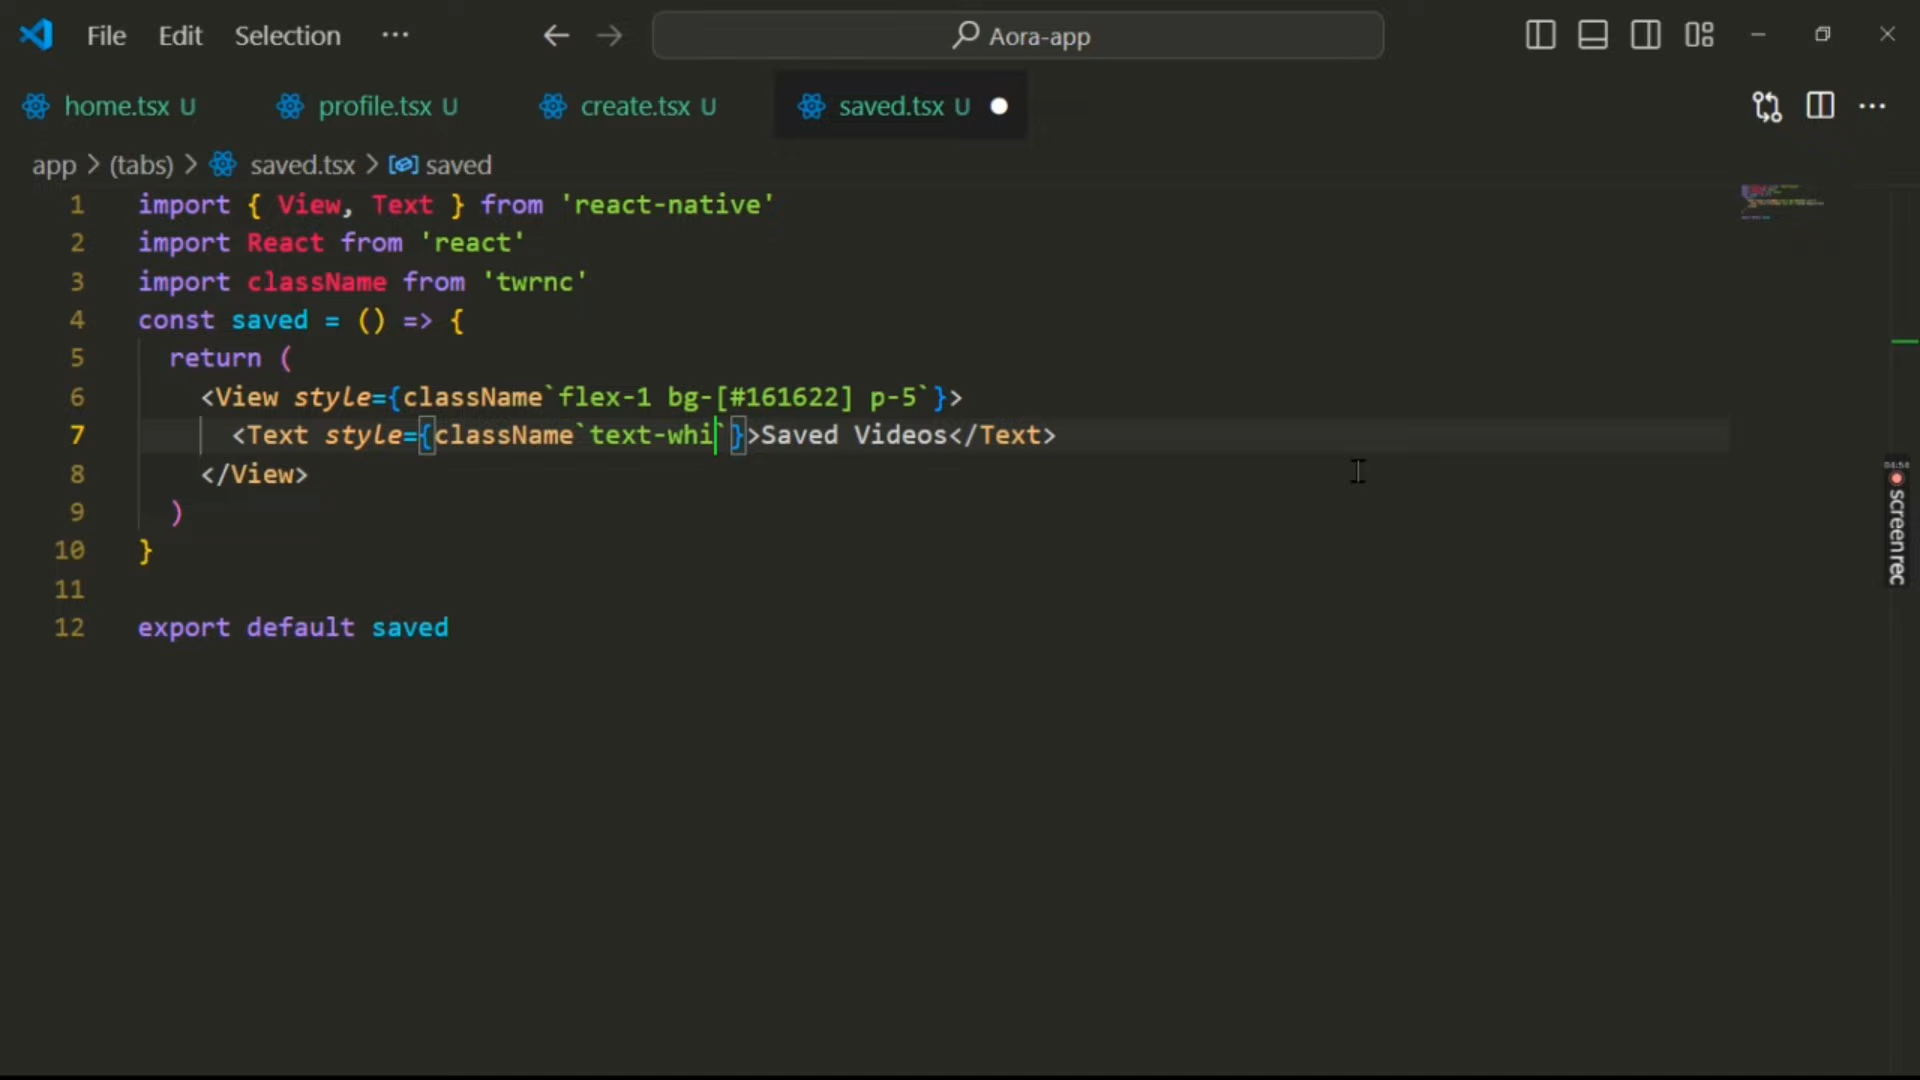 File Edit Selection ··· Aora-app
home.tsx U profile.tsx U create.tsx U saved.tsx U
app > (tabs) > saved.tsx > saved
1 import { View, Text } from 'react-native'
2 import React from 'react'
3 import className from 'twrnc'
4 const saved = () => {
5 return (
6 <View style={className`flex-1 bg-[#161622] p-5`}>
7 <Text style={className`text-whi`}>Saved Videos</Text>
8 </View>
9 )
10 }
11
12 export default saved
04:58
screenrec